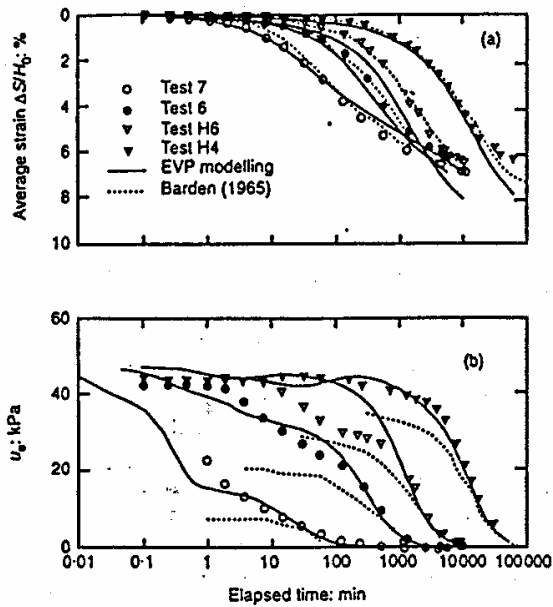 0
2
4
6
8
10
Average strain ΔS/H₀: %
(a)
Test 7
Test 6
Test H6
Test H4
EVP modelling
Barden (1965)
60
40
20
0
uₑ: kPa
(b)
0·01 0·1 1 10 100 1000 10000 100000
Elapsed time: min